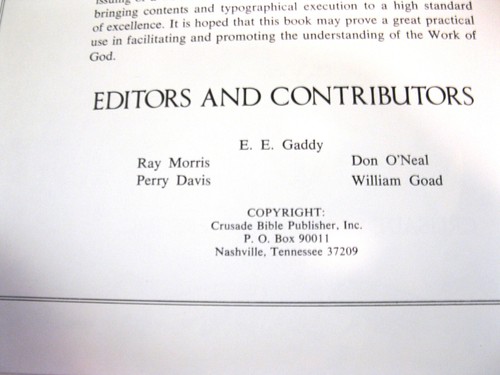 bringing contents and typographical execution to a high standard
of excellence. It is hoped that this book may prove a great practical
use in facilitating and promoting the understanding of the Work of
God.
EDITORS AND CONTRIBUTORS
E. E. Gaddy
Ray Morris Don O'Neal
Perry Davis William Goad
COPYRIGHT:
Crusade Bible Publisher, Inc.
P. O. Box 90011
Nashville, Tennessee 37209